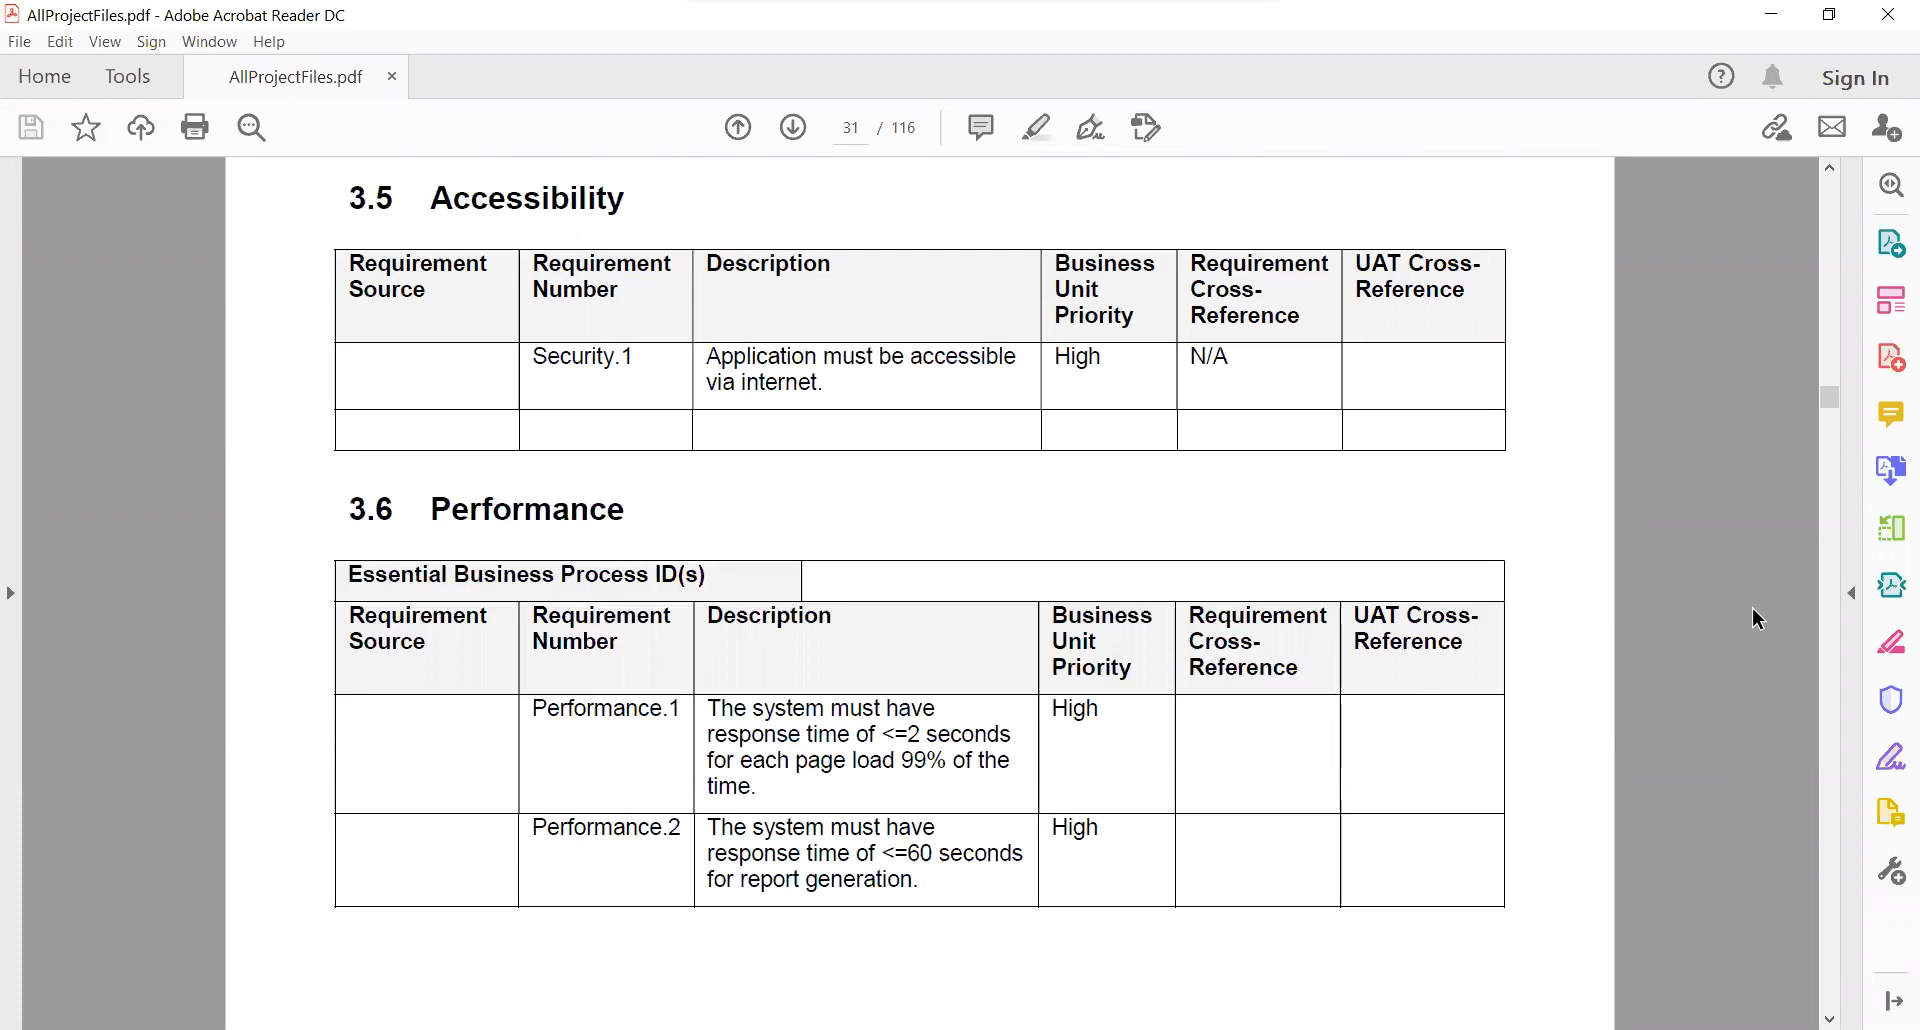 AllProjectFiles.pdf - Adobe Acrobat Reader DC
File Edit View Sign Window Help
Home Tools AllProjectFiles.pdf × Sign In
31 / 116
3.5 Accessibility
Requirement Source Requirement Number Description Business Unit Priority Requirement Cross-Reference UAT Cross-Reference
Security.1 Application must be accessible via internet. High N/A
3.6 Performance
Essential Business Process ID(s)
Requirement Source Requirement Number Description Business Unit Priority Requirement Cross-Reference UAT Cross-Reference
Performance.1 The system must have response time of <=2 seconds for each page load 99% of the time. High
Performance.2 The system must have response time of <=60 seconds for report generation. High